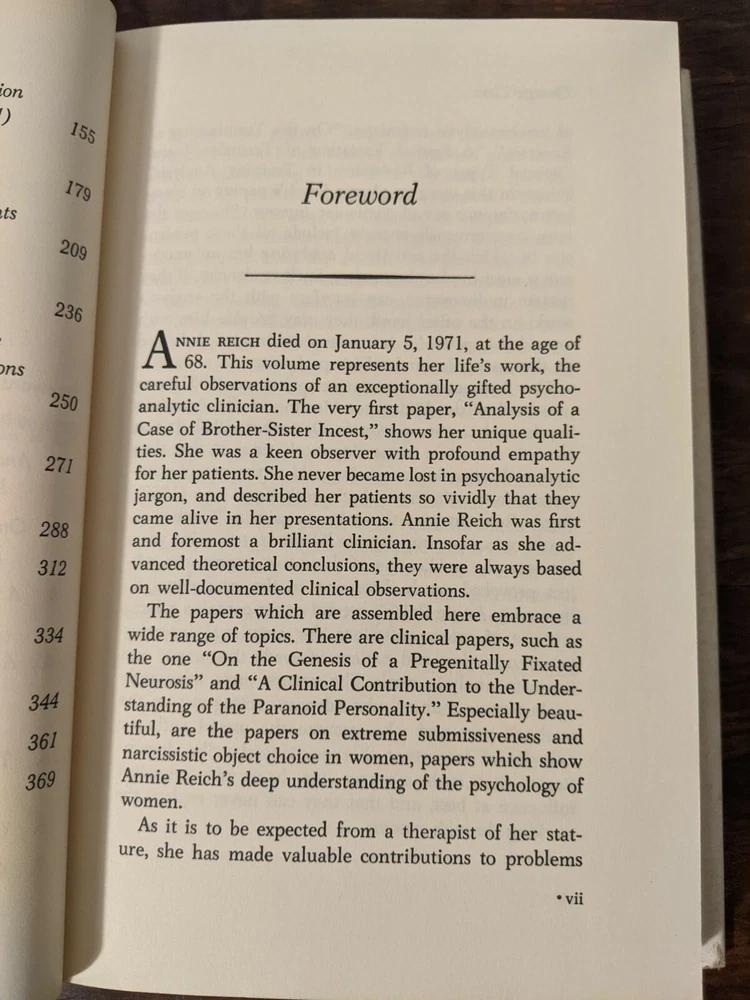 ion
)
155
179
ts
209
236
ons
250
271
288
312
334
344
361
369
Foreword
ANNIE REICH died on January 5, 1971, at the age of
68. This volume represents her life's work, the
careful observations of an exceptionally gifted psycho-
analytic clinician. The very first paper, “Analysis of a
Case of Brother-Sister Incest,” shows her unique quali-
ties. She was a keen observer with profound empathy
for her patients. She never became lost in psychoanalytic
jargon, and described her patients so vividly that they
came alive in her presentations. Annie Reich was first
and foremost a brilliant clinician. Insofar as she ad-
vanced theoretical conclusions, they were always based
on well-documented clinical observations.
The papers which are assembled here embrace a
wide range of topics. There are clinical papers, such as
the one “On the Genesis of a Pregenitally Fixated
Neurosis” and “A Clinical Contribution to the Under-
standing of the Paranoid Personality.” Especially beau-
tiful, are the papers on extreme submissiveness and
narcissistic object choice in women, papers which show
Annie Reich's deep understanding of the psychology of
women.
As it is to be expected from a therapist of her stat-
ure, she has made valuable contributions to problems
• vii